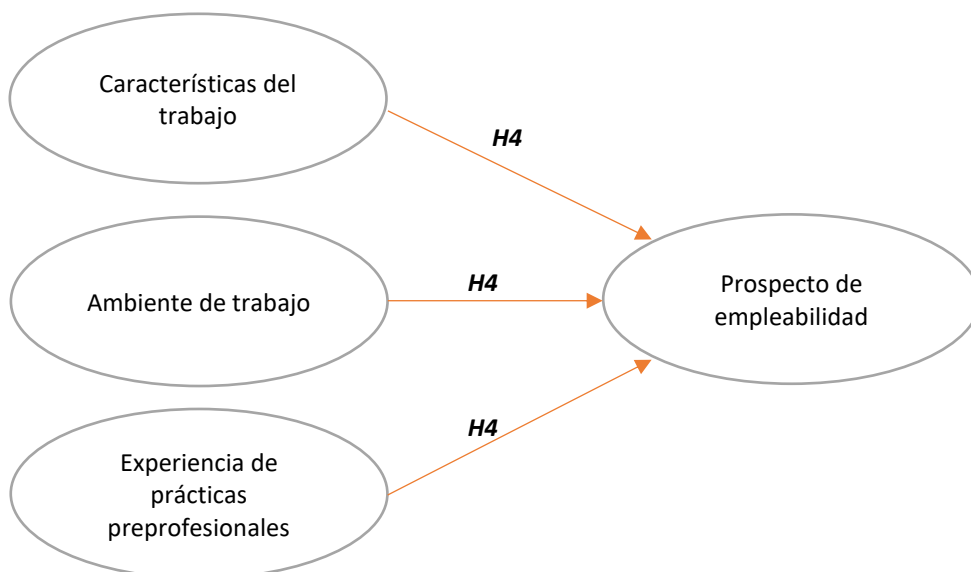 Características del
trabajo
H4
Ambiente de trabajo
H4
Prospecto de
empleabilidad
H4
Experiencia de
prácticas
preprofesionales